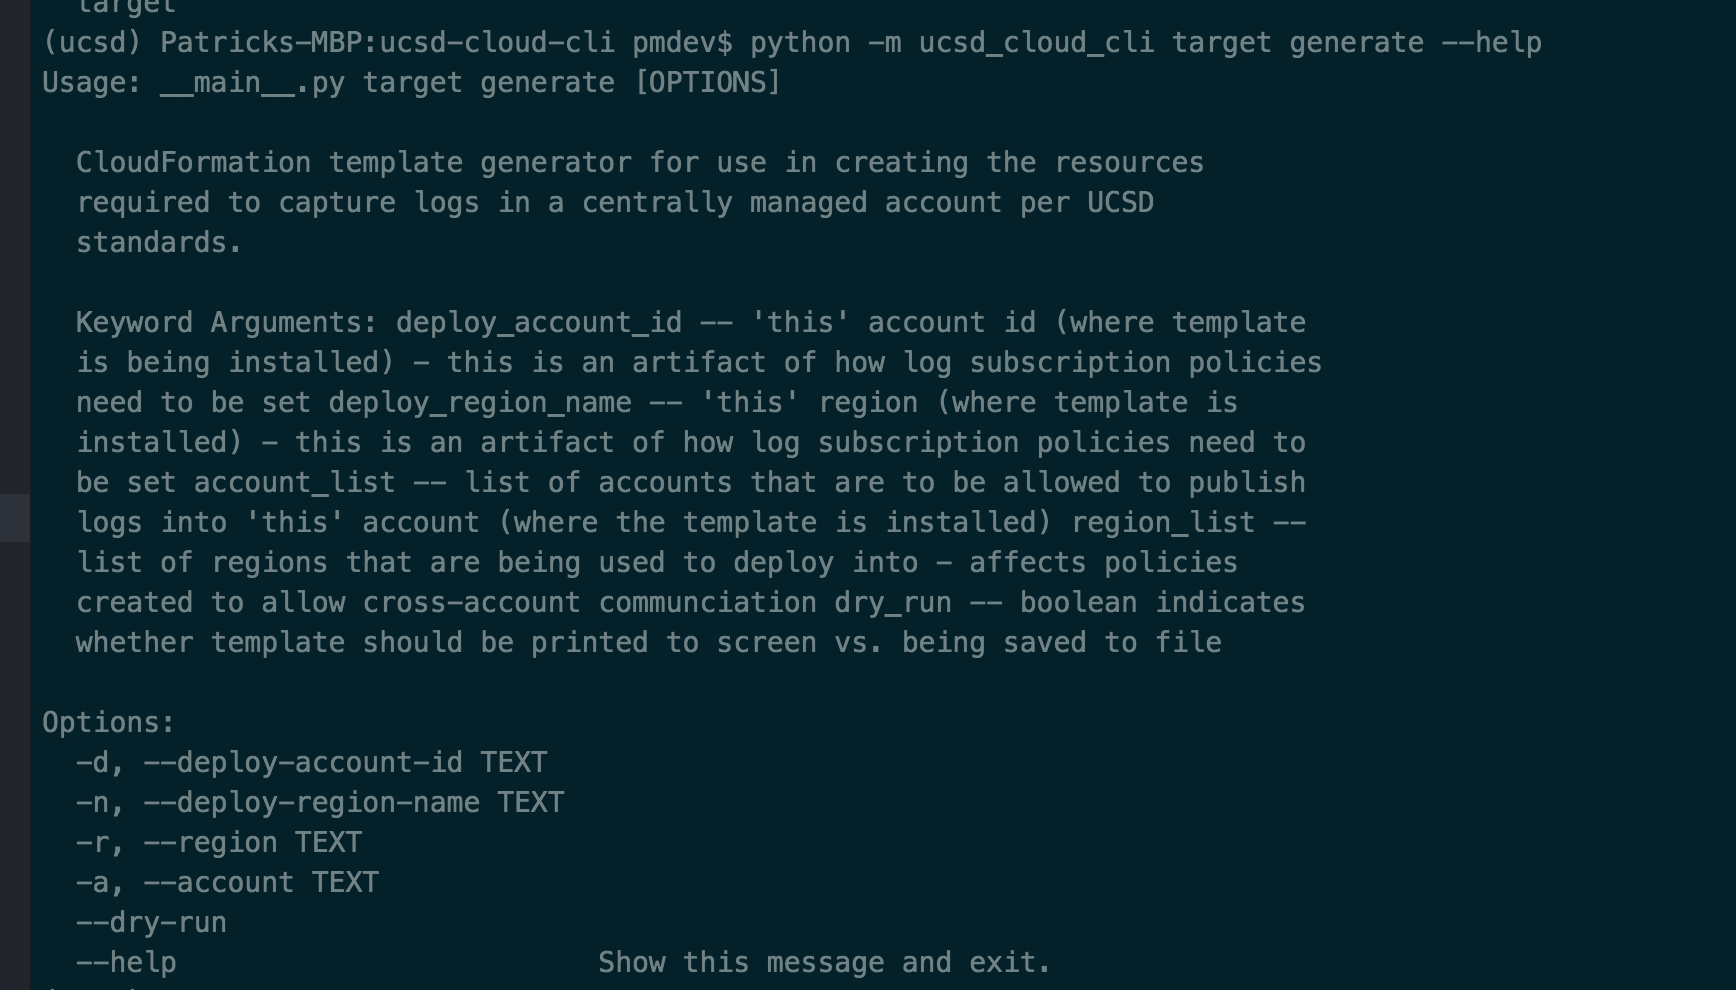 target
(ucsd) Patricks-MBP:ucsd-cloud-cli pmdev$ python -m ucsd_cloud_cli target generate --help
Usage: __main__.py target generate [OPTIONS]
CloudFormation template generator for use in creating the resources
required to capture logs in a centrally managed account per UCSD
standards.
Keyword Arguments: deploy_account_id -- 'this' account id (where template
is being installed) - this is an artifact of how log subscription policies
need to be set deploy_region_name -- 'this' region (where template is
installed) - this is an artifact of how log subscription policies need to
be set account_list -- list of accounts that are to be allowed to publish
logs into 'this' account (where the template is installed) region_list --
list of regions that are being used to deploy into - affects policies
created to allow cross-account communciation dry_run -- boolean indicates
whether template should be printed to screen vs. being saved to file
Options:
-d, --deploy-account-id TEXT
-n, --deploy-region-name TEXT
-r, --region TEXT
-a, --account TEXT
--dry-run
--help Show this message and exit.